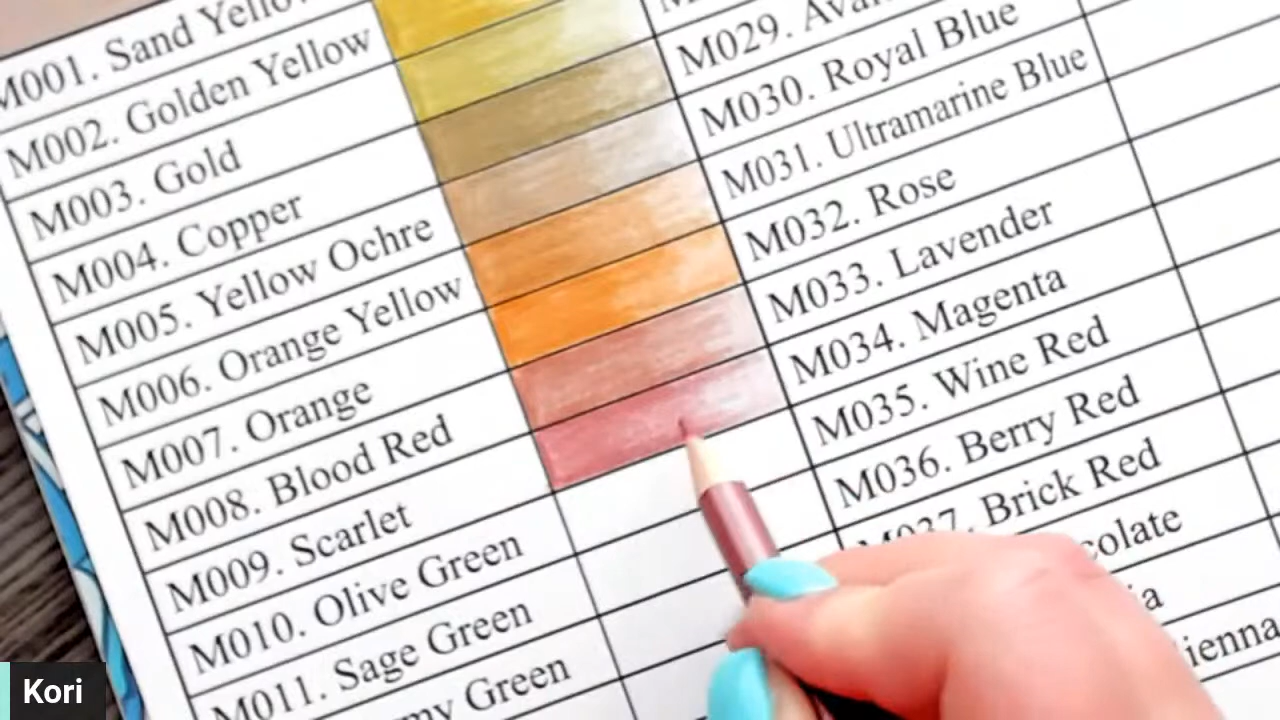 M001. Sand
M002. Golden Yellow
M003. Gold
M004. Copper
M005. Yellow Ochre
M006. Orange Yellow
M007. Orange
M008. Blood Red
M009. Scarlet
M010. Olive Green
M011. Sage Green
Green
M029.
M030. Royal Blue
M031. Ultramarine Blue
M032. Rose
M033. Lavender
M034. Magenta
M035. Wine Red
M036. Berry Red
M037. Brick Red
Kori